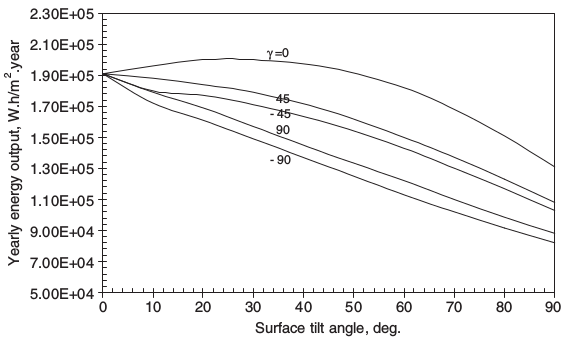 2.30E+05
2.10E+05
1.90E+05
1.70E+05
1.50E+05
1.30E+05
1.10E+05
9.00E+04
7.00E+04
5.00E+04
Yearly energy output, W.h/m².year
γ=0
45
- 45
90
- 90
0 10 20 30 40 50 60 70 80 90
Surface tilt angle, deg.